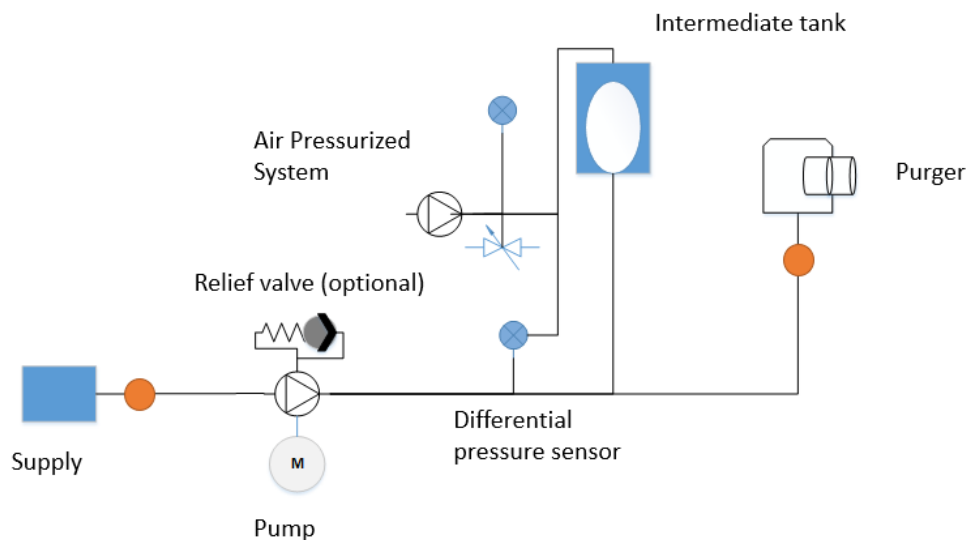 Intermediate tank
Air Pressurized
System
Purger
Relief valve (optional)
Differential
pressure sensor
Supply
M
Pump